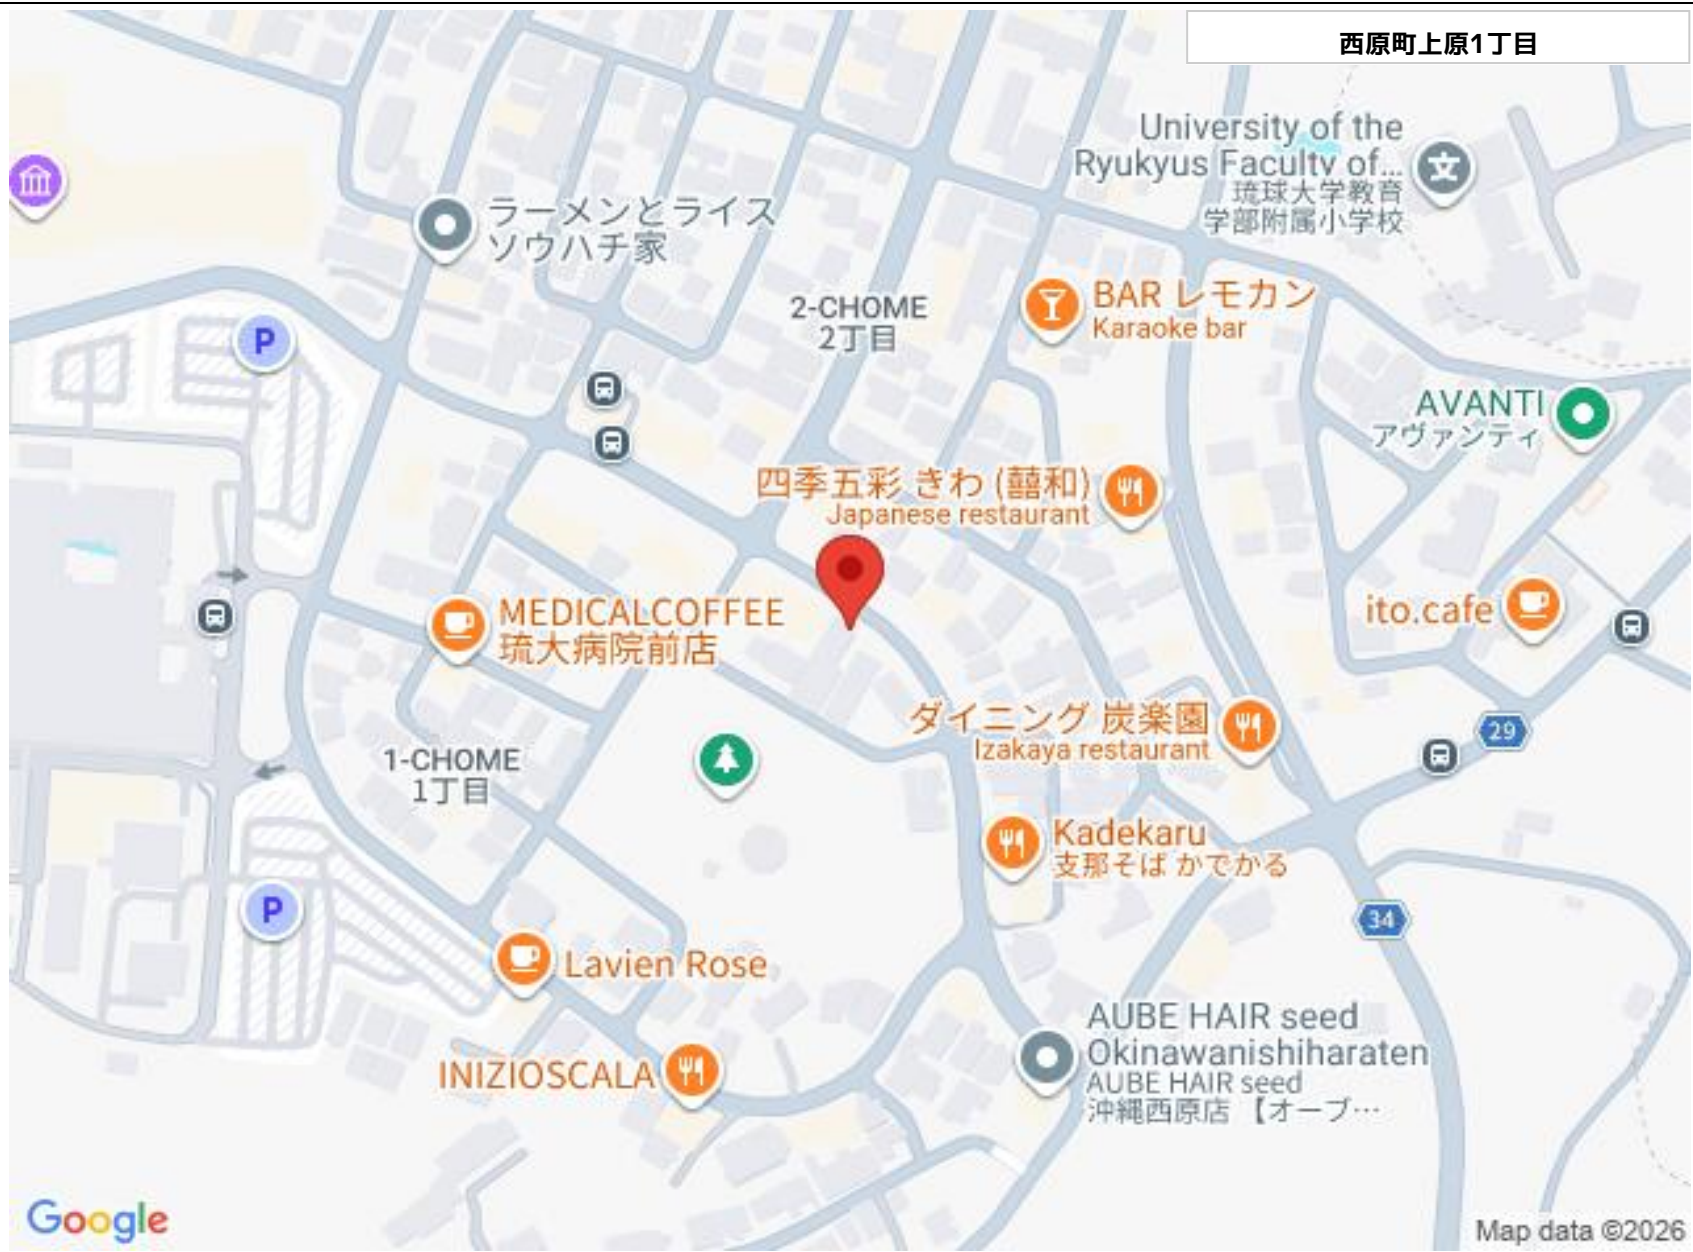 西原町上原1丁目
University of the
Ryukyus Faculty of...
琉球大学教育
学部附属小学校
文
ラーメンとライス
ソウハチ家
BAR レモカン
Karaoke bar
2-CHOME
2丁目
P
AVANTI
アヴァンティ
四季五彩 きわ (囍和)
Japanese restaurant
MEDICALCOFFEE
琉大病院前店
ito.cafe
ダイニング 炭楽園
Izakaya restaurant
29
1-CHOME
1丁目
Kadekaru
支那そば かでかる
P
34
Lavien Rose
AUBE HAIR seed
Okinawanishiharaten
AUBE HAIR seed
沖縄西原店 【オーブ…
INIZIOSCALA
Google
Map data ©2026